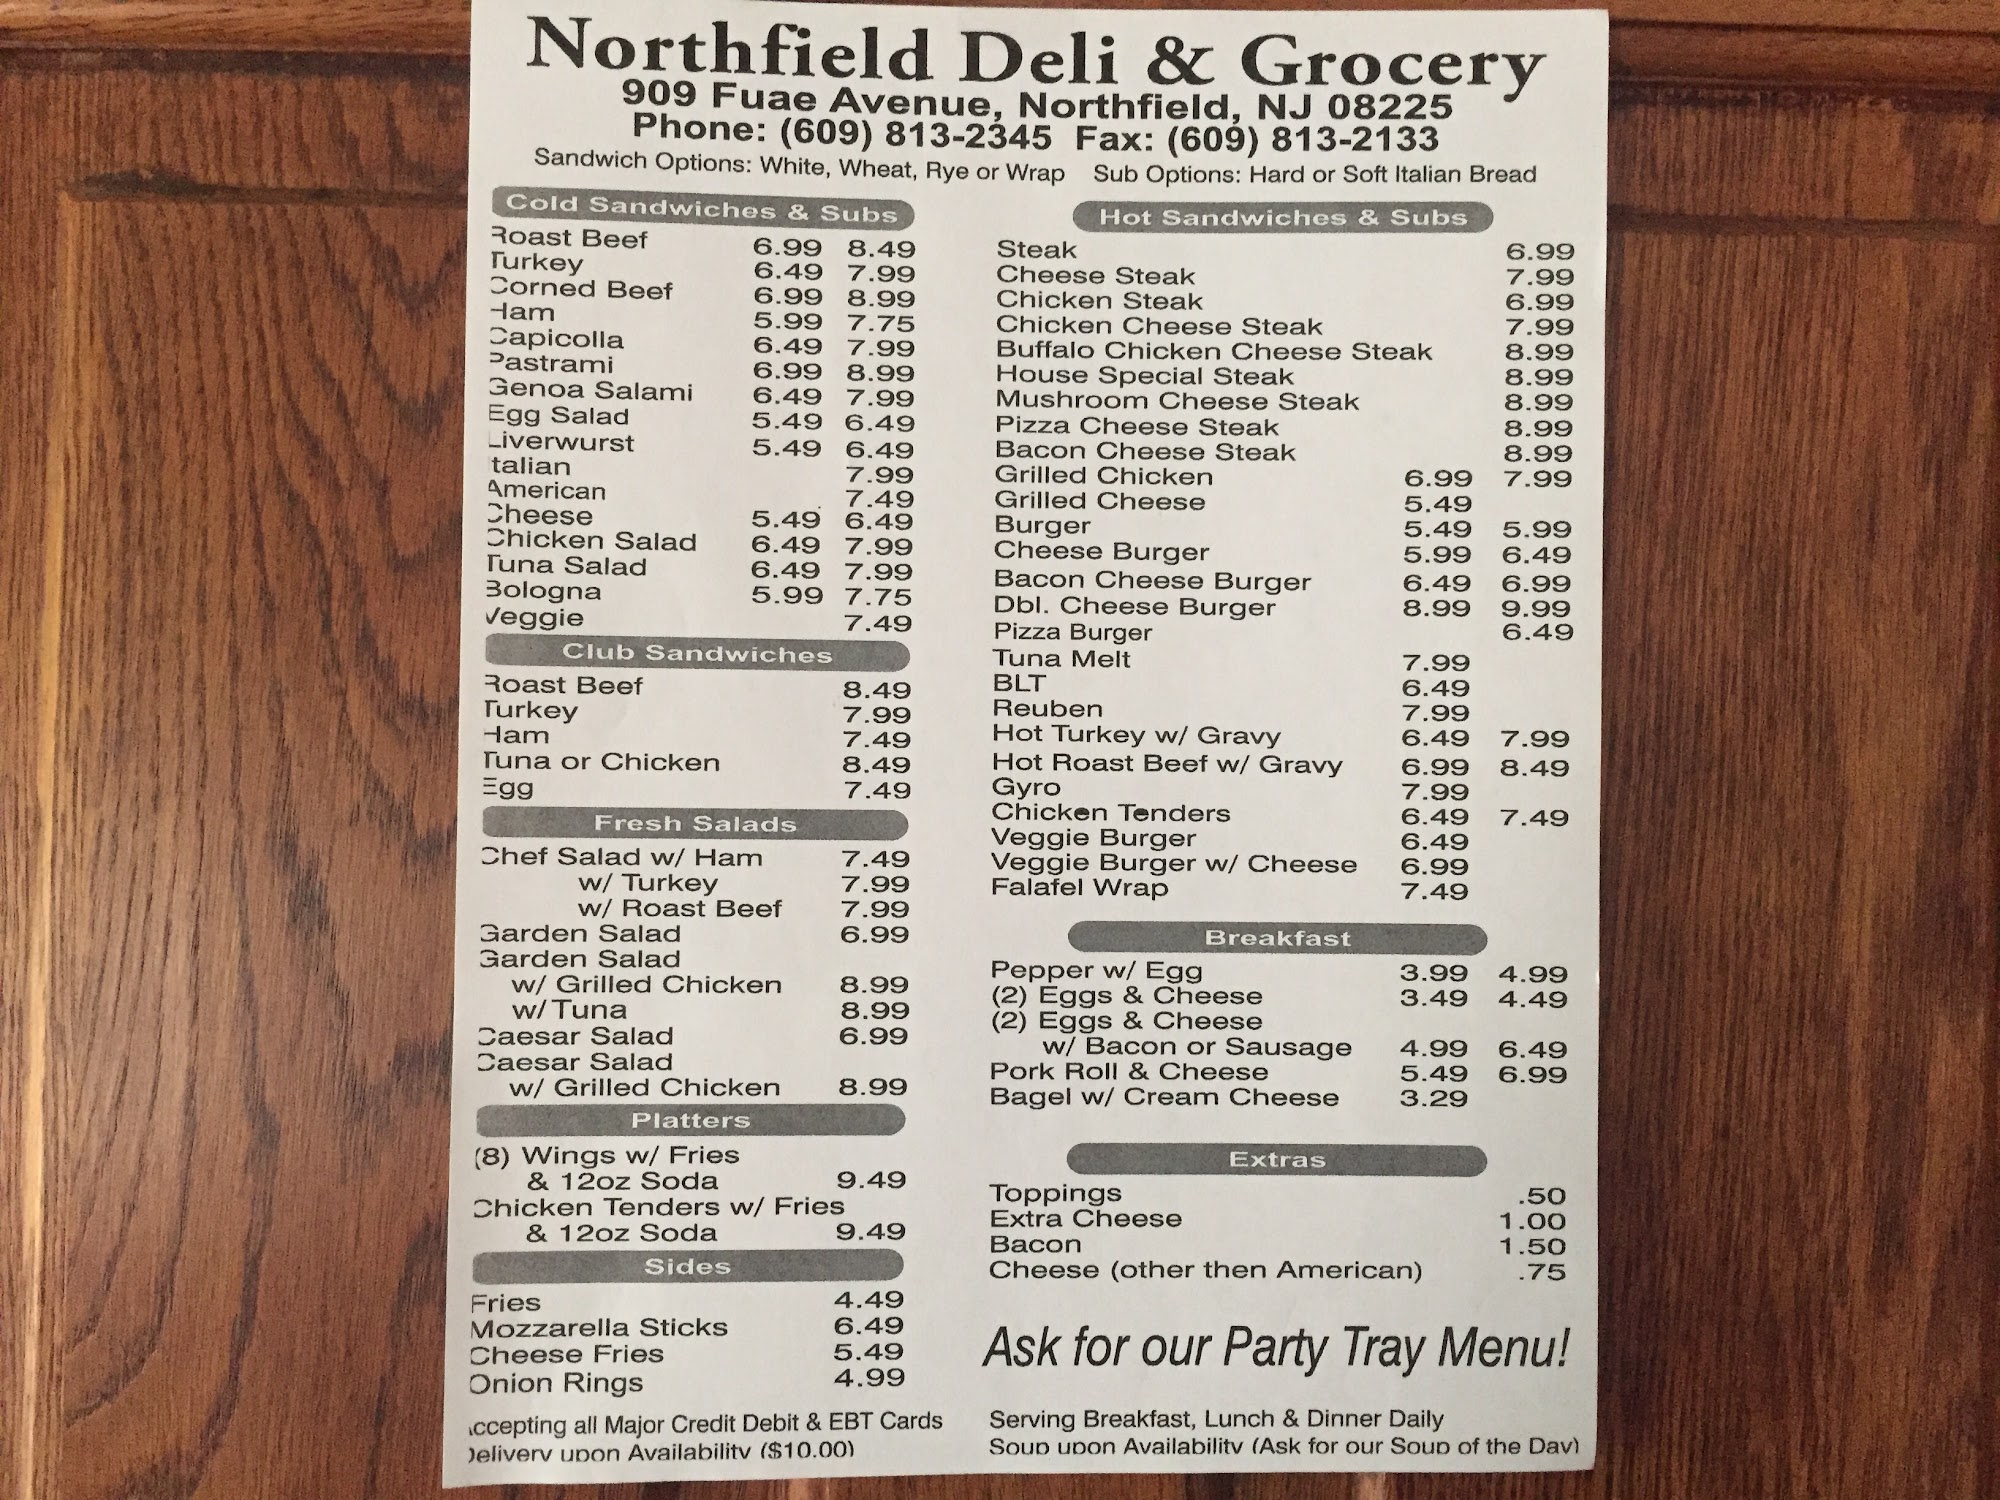 Northfield Deli & Grocery
909 Fuae Avenue, Northfield, NJ 08225
Phone: (609) 813-2345 Fax: (609) 813-2133
Sandwich Options: White, Wheat, Rye or Wrap Sub Options: Hard or Soft Italian Bread
Cold Sandwiches & Subs
Roast Beef 6.99 8.49
Turkey 6.49 7.99
Corned Beef 6.99 8.99
Ham 5.99 7.75
Capicolla 6.49 7.99
Pastrami 6.99 8.99
Genoa Salami 6.49 7.99
Egg Salad 5.49 6.49
Liverwurst 5.49 6.49
talian 7.99
American 7.49
Cheese 5.49 6.49
Chicken Salad 6.49 7.99
Tuna Salad 6.49 7.99
Bologna 5.99 7.75
Veggie 7.49
Club Sandwiches
Roast Beef 8.49
Turkey 7.99
Ham 7.49
Tuna or Chicken 8.49
Egg 7.49
Fresh Salads
Chef Salad w/ Ham 7.49
w/ Turkey 7.99
w/ Roast Beef 7.99
Garden Salad 6.99
Garden Salad
w/ Grilled Chicken 8.99
w/ Tuna 8.99
Caesar Salad 6.99
Caesar Salad
w/ Grilled Chicken 8.99
Platters
(8) Wings w/ Fries
& 12oz Soda 9.49
Chicken Tenders w/ Fries
& 12oz Soda 9.49
Sides
Fries 4.49
Mozzarella Sticks 6.49
Cheese Fries 5.49
Onion Rings 4.99
Accepting all Major Credit Debit & EBT Cards
Delivery upon Availability ($10.00)
Hot Sandwiches & Subs
Steak 6.99
Cheese Steak 7.99
Chicken Steak 6.99
Chicken Cheese Steak 7.99
Buffalo Chicken Cheese Steak 8.99
House Special Steak 8.99
Mushroom Cheese Steak 8.99
Pizza Cheese Steak 8.99
Bacon Cheese Steak 8.99
Grilled Chicken 6.99 7.99
Grilled Cheese 5.49
Burger 5.49 5.99
Cheese Burger 5.99 6.49
Bacon Cheese Burger 6.49 6.99
Dbl. Cheese Burger 8.99 9.99
Pizza Burger 6.49
Tuna Melt 7.99
BLT 6.49
Reuben 7.99
Hot Turkey w/ Gravy 6.49 7.99
Hot Roast Beef w/ Gravy 6.99 8.49
Gyro 7.99
Chicken Tenders 6.49 7.49
Veggie Burger 6.49
Veggie Burger w/ Cheese 6.99
Falafel Wrap 7.49
Breakfast
Pepper w/ Egg 3.99 4.99
(2) Eggs & Cheese 3.49 4.49
(2) Eggs & Cheese
w/ Bacon or Sausage 4.99 6.49
Pork Roll & Cheese 5.49 6.99
Bagel w/ Cream Cheese 3.29
Extras
Toppings .50
Extra Cheese 1.00
Bacon 1.50
Cheese (other then American) .75
Ask for our Party Tray Menu!
Serving Breakfast, Lunch & Dinner Daily
Soup upon Availability (Ask for our Soup of the Day)